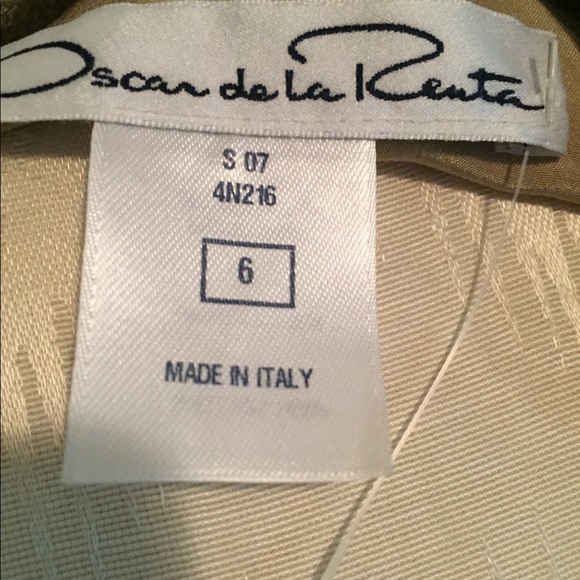 Oscar de la Renta
S 07
4N216
6
MADE IN ITALY